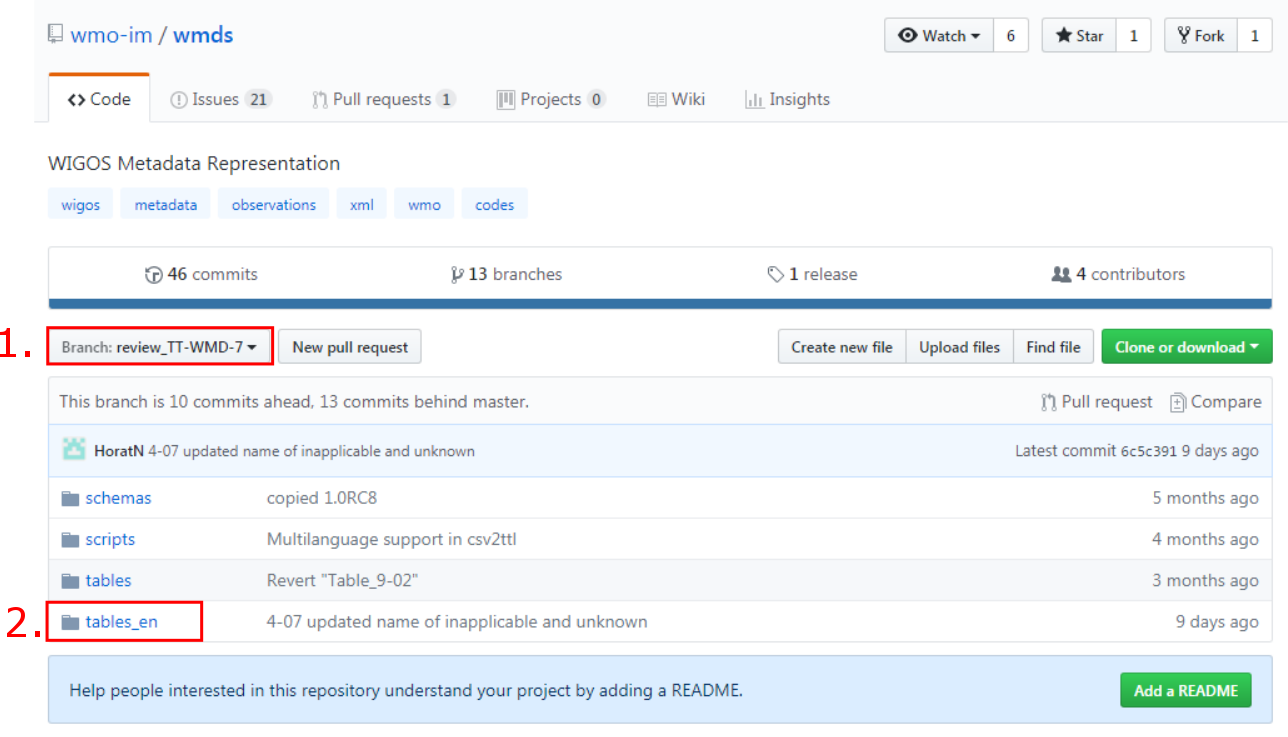 wmo-im / wmds
Watch 6 Star 1 Fork 1
Code Issues 21 Pull requests 1 Projects 0 Wiki Insights
WIGOS Metadata Representation
wigos metadata observations xml wmo codes
46 commits 13 branches 1 release 4 contributors
1. Branch: review_TT-WMD-7 New pull request Create new file Upload files Find file Clone or download
This branch is 10 commits ahead, 13 commits behind master. Pull request Compare
HoratN 4-07 updated name of inapplicable and unknown Latest commit 6c5c391 9 days ago
schemas copied 1.0RC8 5 months ago
scripts Multilanguage support in csv2ttl 4 months ago
tables Revert "Table_9-02" 3 months ago
2. tables_en 4-07 updated name of inapplicable and unknown 9 days ago
Help people interested in this repository understand your project by adding a README. Add a README